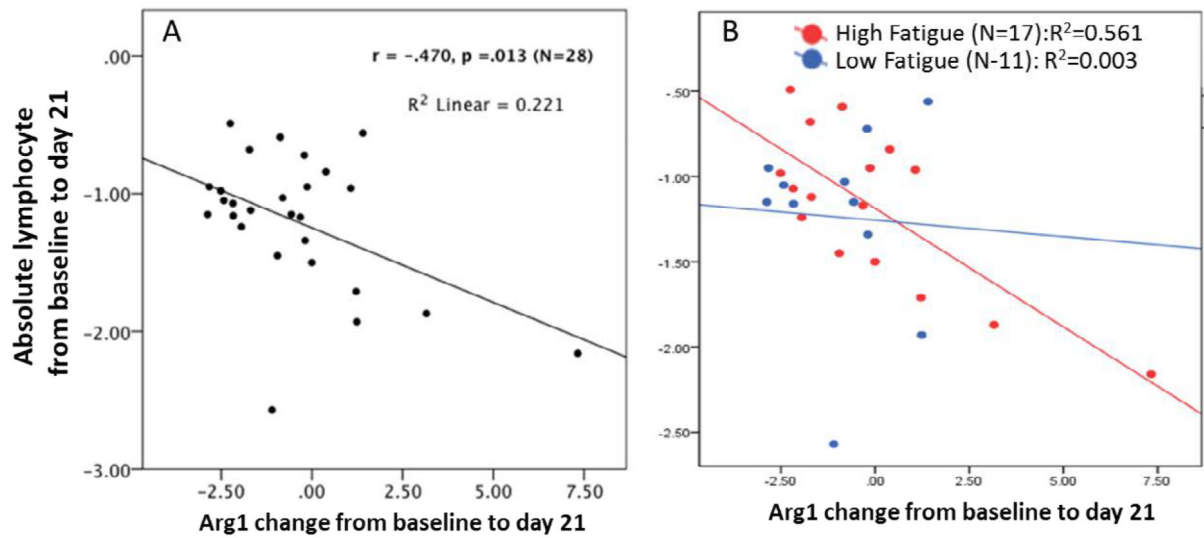 A
r = -.470, p =.013 (N=28)
R² Linear = 0.221
.00
-1.00
-2.00
-3.00
-2.50
.00
2.50
5.00
7.50
Absolute lymphocyte
from baseline to day 21
Arg1 change from baseline to day 21
B
High Fatigue (N=17):R²=0.561
Low Fatigue (N-11): R²=0.003
-.50
-1.00
-1.50
-2.00
-2.50
-2.50
.00
2.50
5.00
7.50
Arg1 change from baseline to day 21